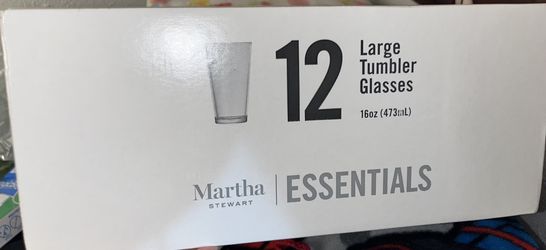 12
Large
Tumbler
Glasses
16oz (473mL)
Martha
STEWART
ESSENTIALS